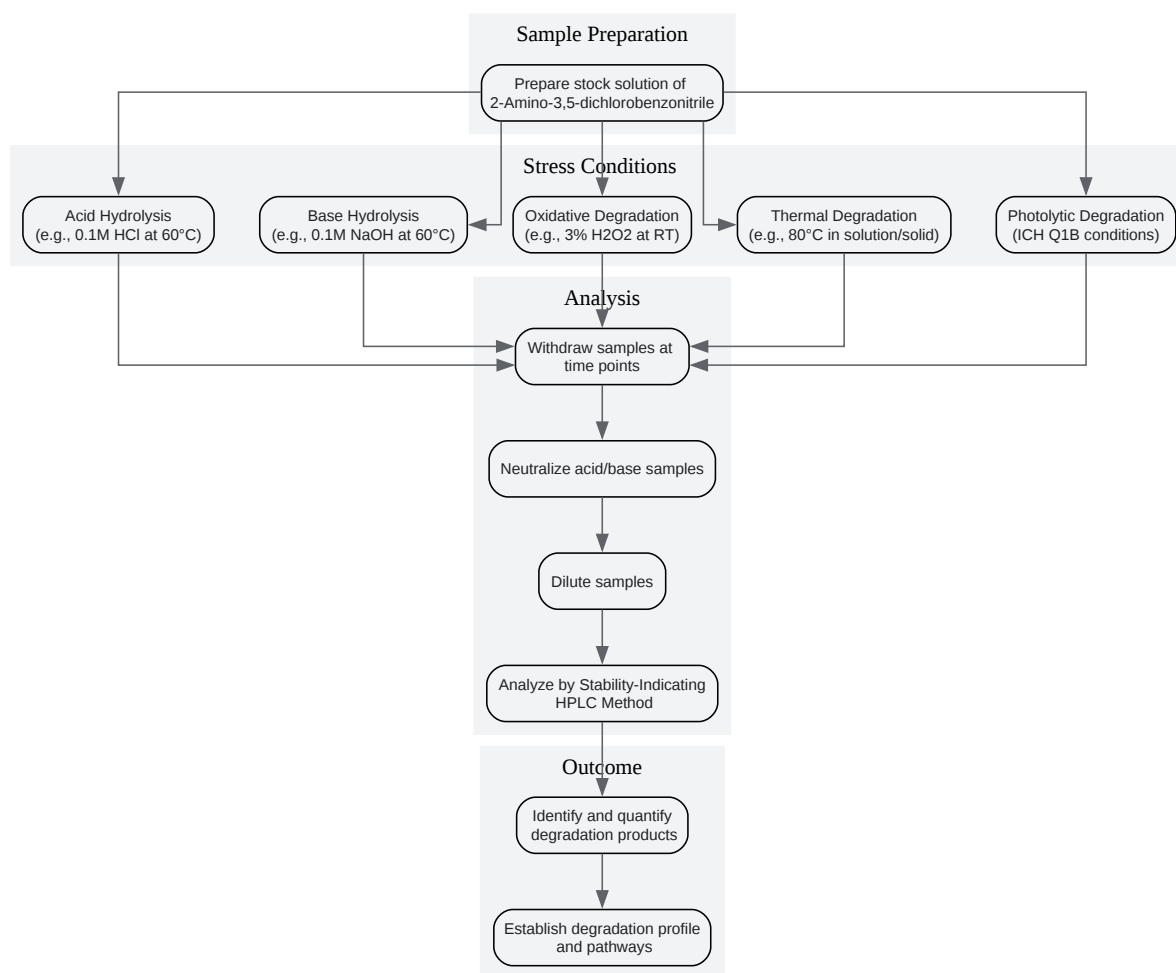 Sample Preparation
Prepare stock solution of
2-Amino-3,5-dichlorobenzonitrile
Stress Conditions
Acid Hydrolysis
(e.g., 0.1M HCl at 60°C)
Base Hydrolysis
(e.g., 0.1M NaOH at 60°C)
Oxidative Degradation
(e.g., 3% H2O2 at RT)
Thermal Degradation
(e.g., 80°C in solution/solid)
Photolytic Degradation
(ICH Q1B conditions)
Analysis
Withdraw samples at
time points
Neutralize acid/base samples
Dilute samples
Analyze by Stability-Indicating
HPLC Method
Outcome
Identify and quantify
degradation products
Establish degradation profile
and pathways